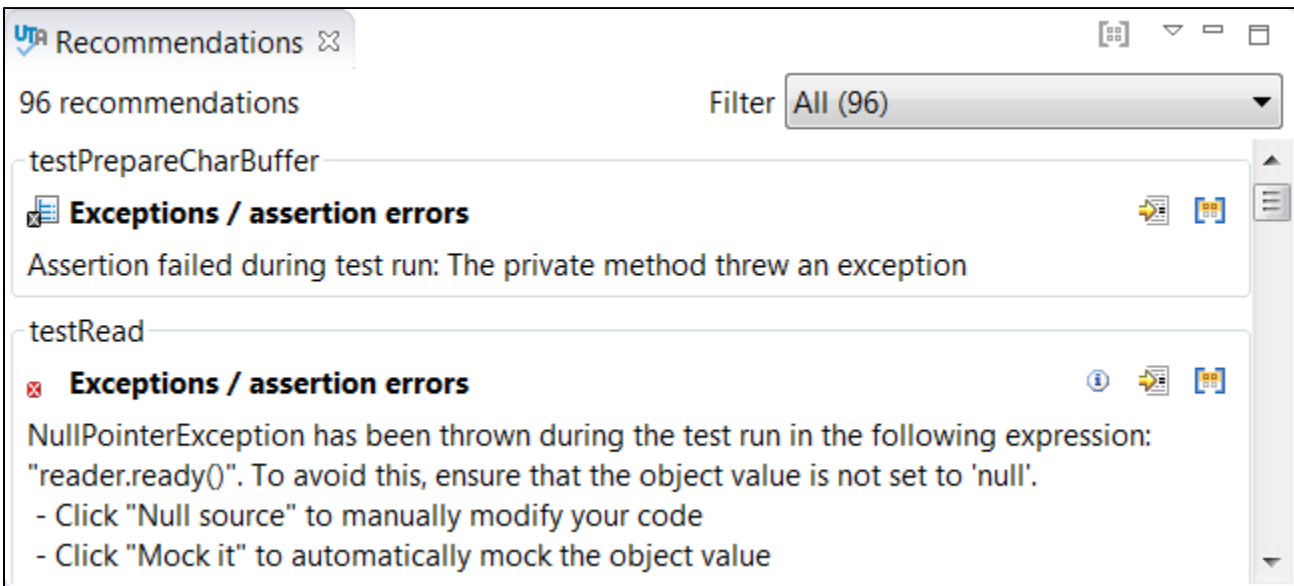 UTA Recommendations
96 recommendations Filter All (96)
testPrepareCharBuffer
Exceptions / assertion errors
Assertion failed during test run: The private method threw an exception
testRead
Exceptions / assertion errors
NullPointerException has been thrown during the test run in the following expression:
"reader.ready()". To avoid this, ensure that the object value is not set to 'null'.
- Click "Null source" to manually modify your code
- Click "Mock it" to automatically mock the object value